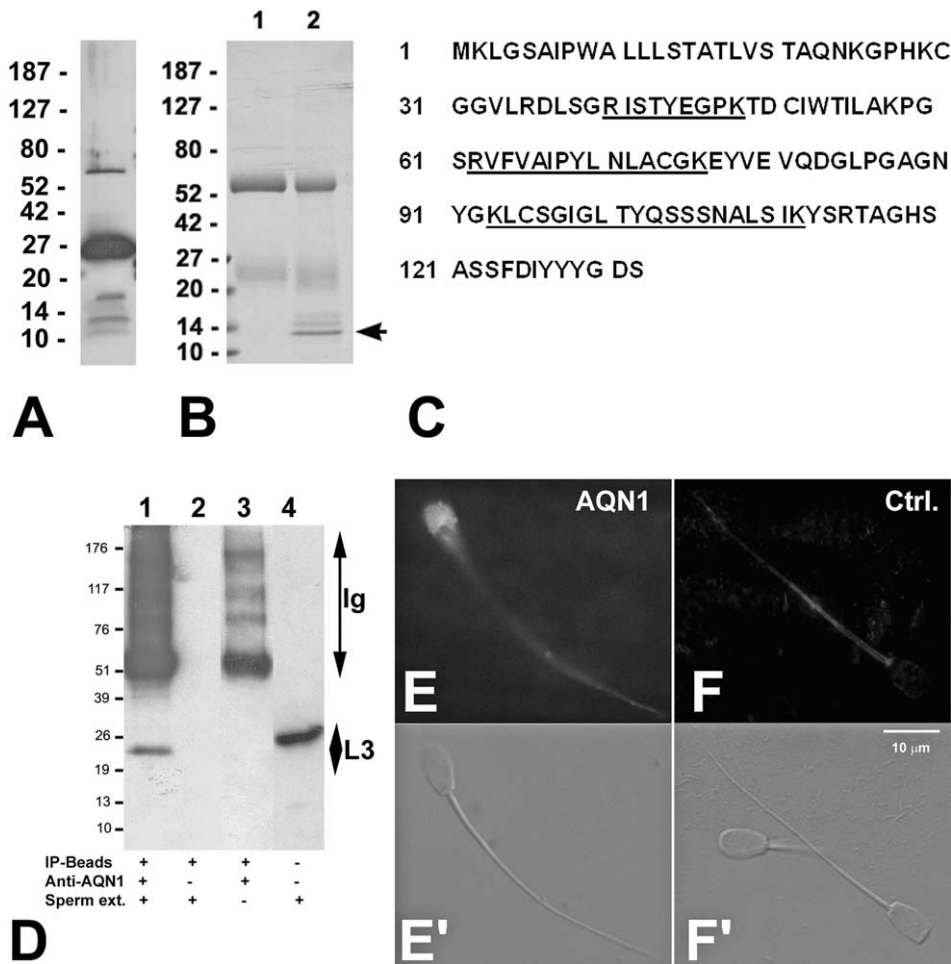 1 2
187 -
127 -
80 -
52 -
42 -
27 -
20 -
14 -
10 -
A
187 -
127 -
80 -
52 -
42 -
27 -
20 -
14 -
10 -
B
1 MKLGSAIPWA LLLSTATLVS TAQNKGPHKC
31 GGVLRDLSGR ISTYEGPKTD CIWTILAKPG
61 SRVFVAIPYL NLACGKEYVE VQDGLPGAGN
91 YGKLCSGIGL TYQSSSNALS IKYSRTAGHS
121 ASSFDIYYYG DS
C
1 2 3 4
176 -
117 -
76 -
51 -
39 -
26 -
19 -
13 -
10 -
Ig
L3
IP-Beads + + + -
Anti-AQN1 + - + -
Sperm ext. + + - +
D
AQN1
E
Ctrl.
F
E'
10 µm
F'